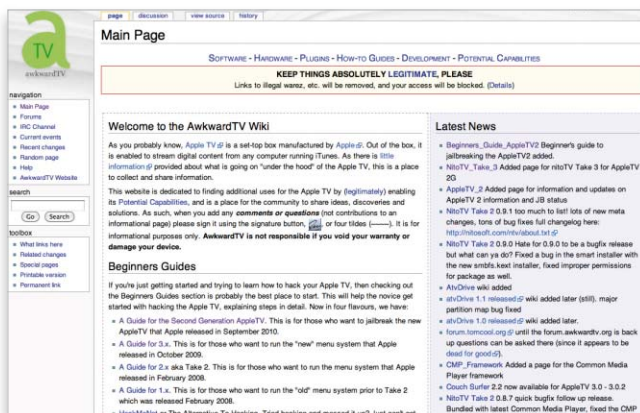 page discussion view source history
TV
awkwardTV
navigation
Main Page
Forums
IRC Channel
Current events
Recent changes
Random page
Help
AwkwardTV Website
search
Go Search
toolbox
What links here
Related changes
Special pages
Printable version
Permanent link
Main Page
SOFTWARE - HARDWARE - PLUGINS - HOW-TO GUIDES - DEVELOPMENT - POTENTIAL CAPABILITIES
KEEP THINGS ABSOLUTELY LEGITIMATE, PLEASE
Links to illegal warez, etc. will be removed, and your access will be blocked. (Details)
Welcome to the AwkwardTV Wiki
As you probably know, Apple TV is a set-top box manufactured by Apple. Out of the box, it
is enabled to stream digital content from any computer running iTunes. As there is little
information provided about what is going on "under the hood" of the Apple TV, this is a place
to collect and share information.
This website is dedicated to finding additional uses for the Apple TV by (legitimately) enabling
its Potential Capabilities, and is a place for the community to share ideas, discoveries and
solutions. As such, when you add any comments or questions (not contributions to an
informational page) please sign it using the signature button, , or four tildes (~~~~). It is for
informational purposes only. AwkwardTV is not responsible if you void your warranty or
damage your device.
Beginners Guides
If you're just getting started and trying to learn how to hack your Apple TV, then checking out
the Beginners Guides section is probably the best place to start. This will help the novice get
started with hacking the Apple TV, explaining steps in detail. Now in four flavours, we have:
A Guide for the Second Generation AppleTV. This is for those who want to jailbreak the new
AppleTV that Apple released in September 2010.
A Guide for 3.x. This is for those who want to run the "new" menu system that Apple
released in October 2009.
A Guide for 2.x aka Take 2. This is for those who want to run the menu system that Apple
released in February 2008.
A Guide for 1.x. This is for those who want to run the "old" menu system prior to Take 2
which was released February 2008.
Latest News
Beginners_Guide_AppleTV2 Beginner's guide to
jailbreaking the AppleTV2 added.
NitoTV_Take_3 Added page for nitoTV Take 3 for AppleTV
2G
AppleTV_2 Added page for information and updates on
AppleTV 2 information and JB status
NitoTV Take 2 0.9.1 too much to list! lots of new meta
changes, tons of bug fixes full changelog here:
http://nitosoft.com/ntv/about.txt
NitoTV Take 2 0.9.0 Hate for 0.9.0 to be a bugfix release
but what can ya do? Fixed a bug in the smart installer with
the new smbfs.kext installer, fixed improper permissions
for package as well.
AtvDrive wiki added
atvDrive 1.1 released wiki added later (still). major
partition map bug fixed
atvDrive 1.0 released wiki added later.
forum.tomcool.org until the forum.awkwardtv.org is back
up questions can be asked there (since it appears to be
dead for good).
CMP_Framework Added a page for the Common Media
Player framework
Couch Surfer 2.2 now available for AppleTV 3.0 - 3.0.2
NitoTV Take 2 0.8.7 quick bugfix follow up release.
Bundled with latest Common Media Player, fixed the CMP